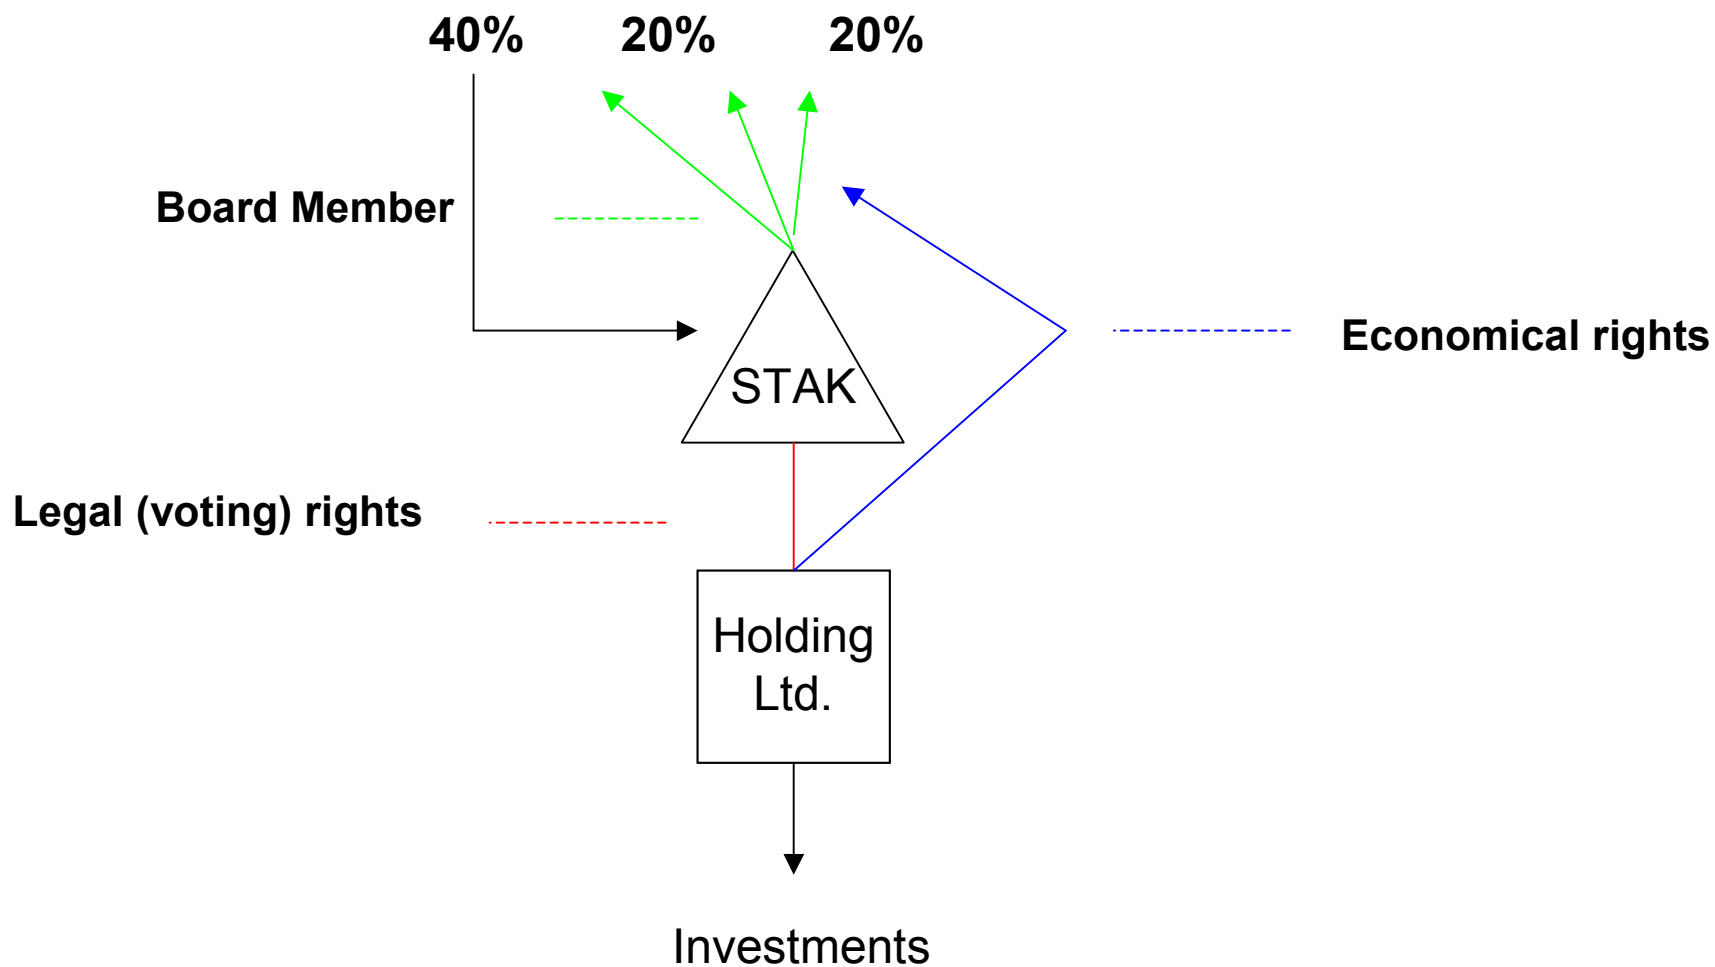 40% 20% 20%
Board Member
Economical rights
STAK
Legal (voting) rights
Holding
Ltd.
Investments